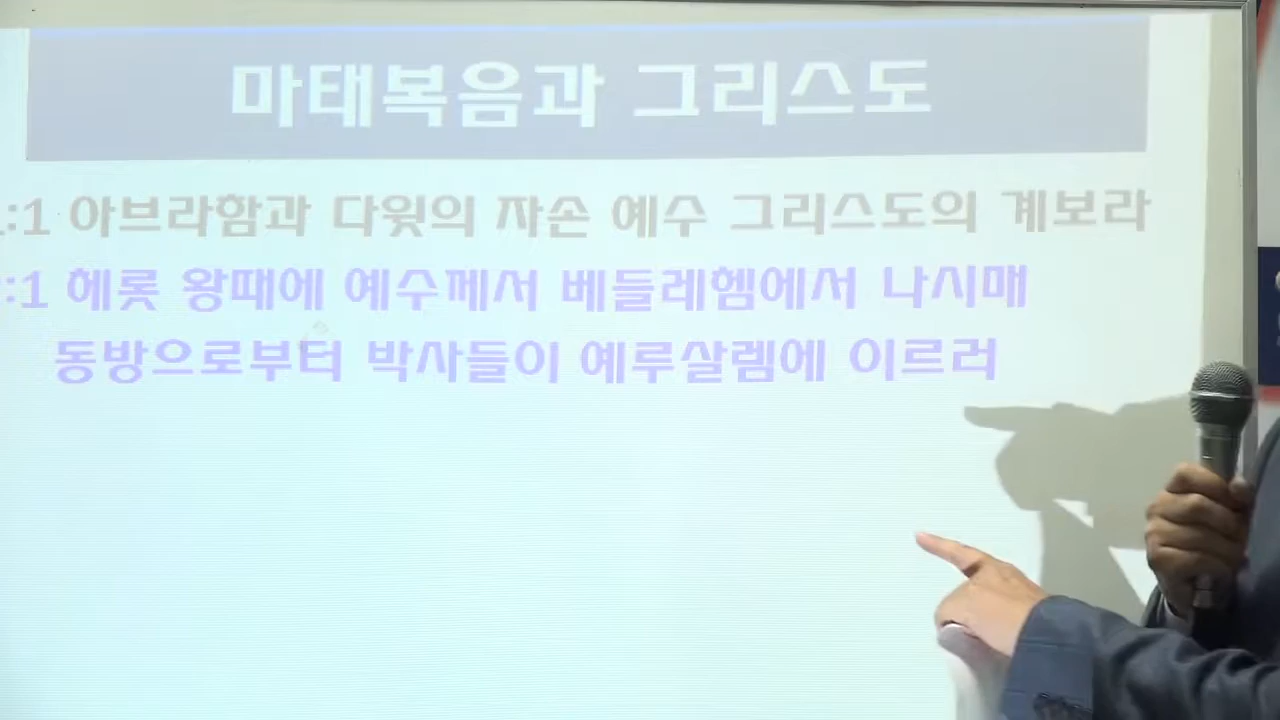 마태복음과 그리스도
:1 아브라함과 다윗의 자손 예수 그리스도의 계보라
:1 헤롯 왕때에 예수께서 베들레헴에서 나시매
동방으로부터 박사들이 예루살렘에 이르러